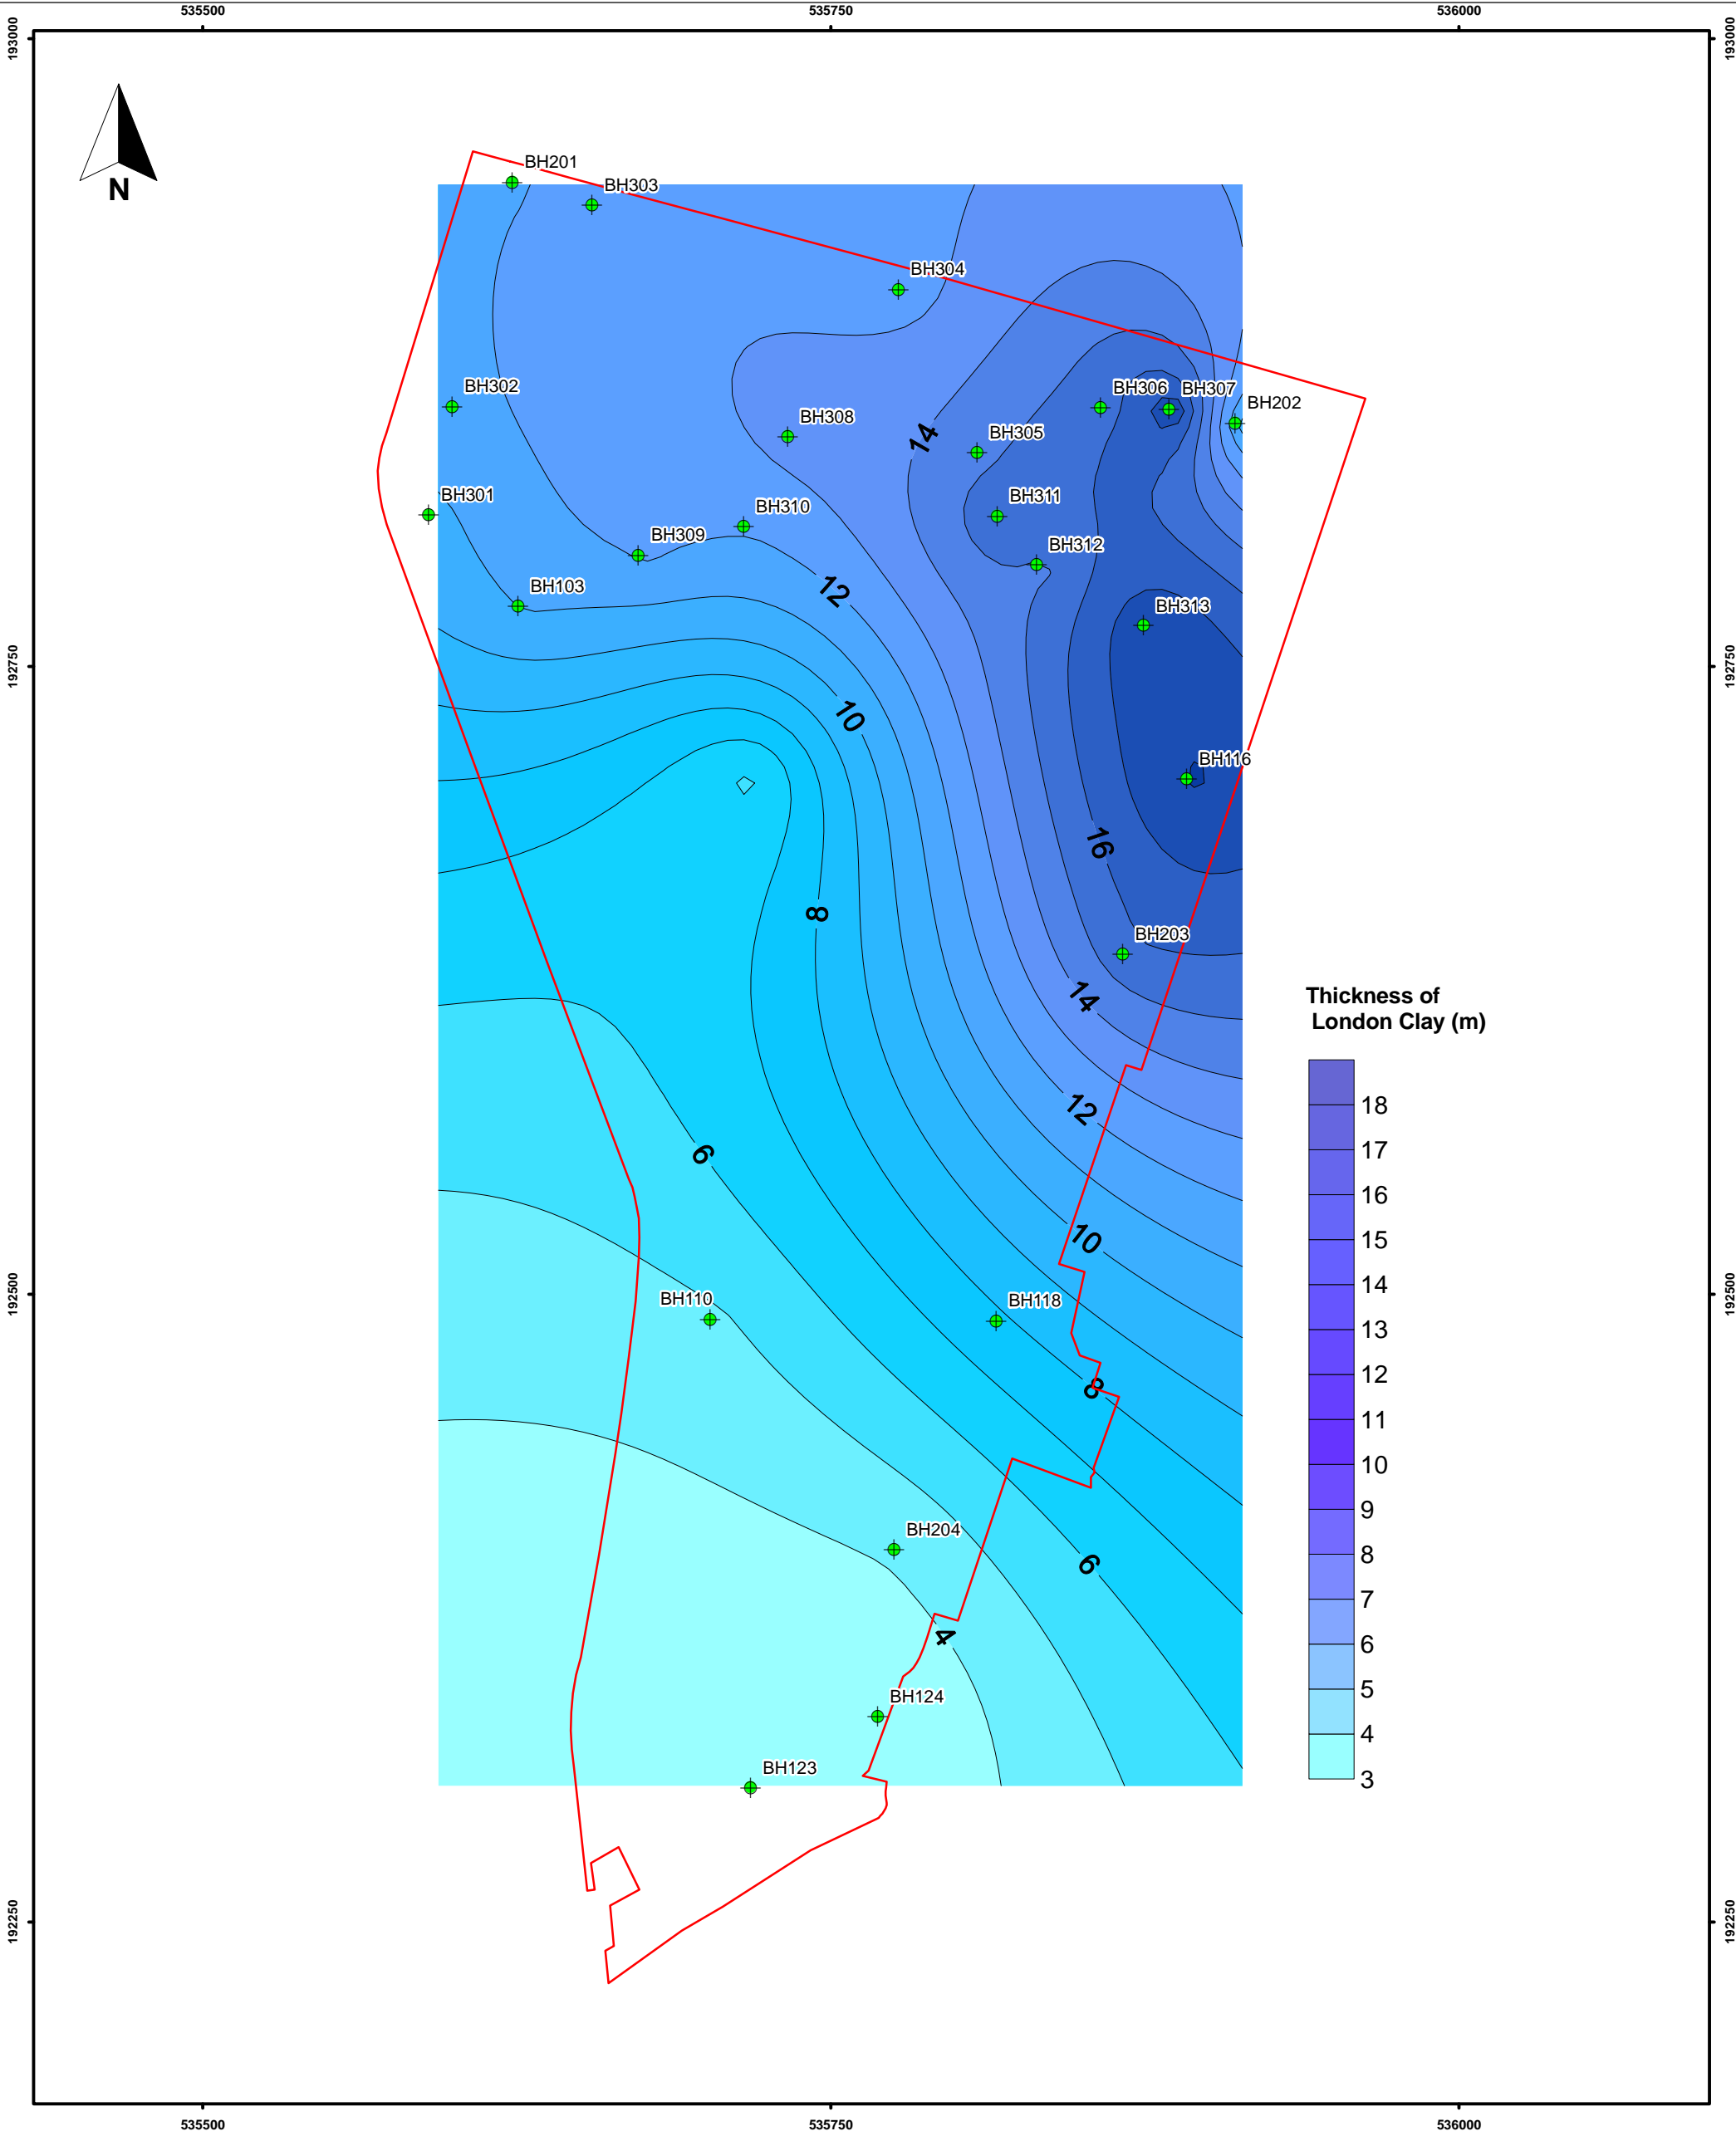 535500
535750
536000
193000
193000
N
BH201
BH303
BH304
BH302
BH306
BH307
BH202
BH308
14
BH305
BH301
BH311
BH310
BH309
BH312
BH103
12
BH313
192750
192750
10
BH116
16
8
BH203
14
Thickness of
London Clay (m)
12
6
10
192500
192500
BH110
BH118
8
BH204
6
4
BH124
BH123
18
17
16
15
14
13
12
11
10
9
8
7
6
5
4
3
192250
192250
535500
535750
536000